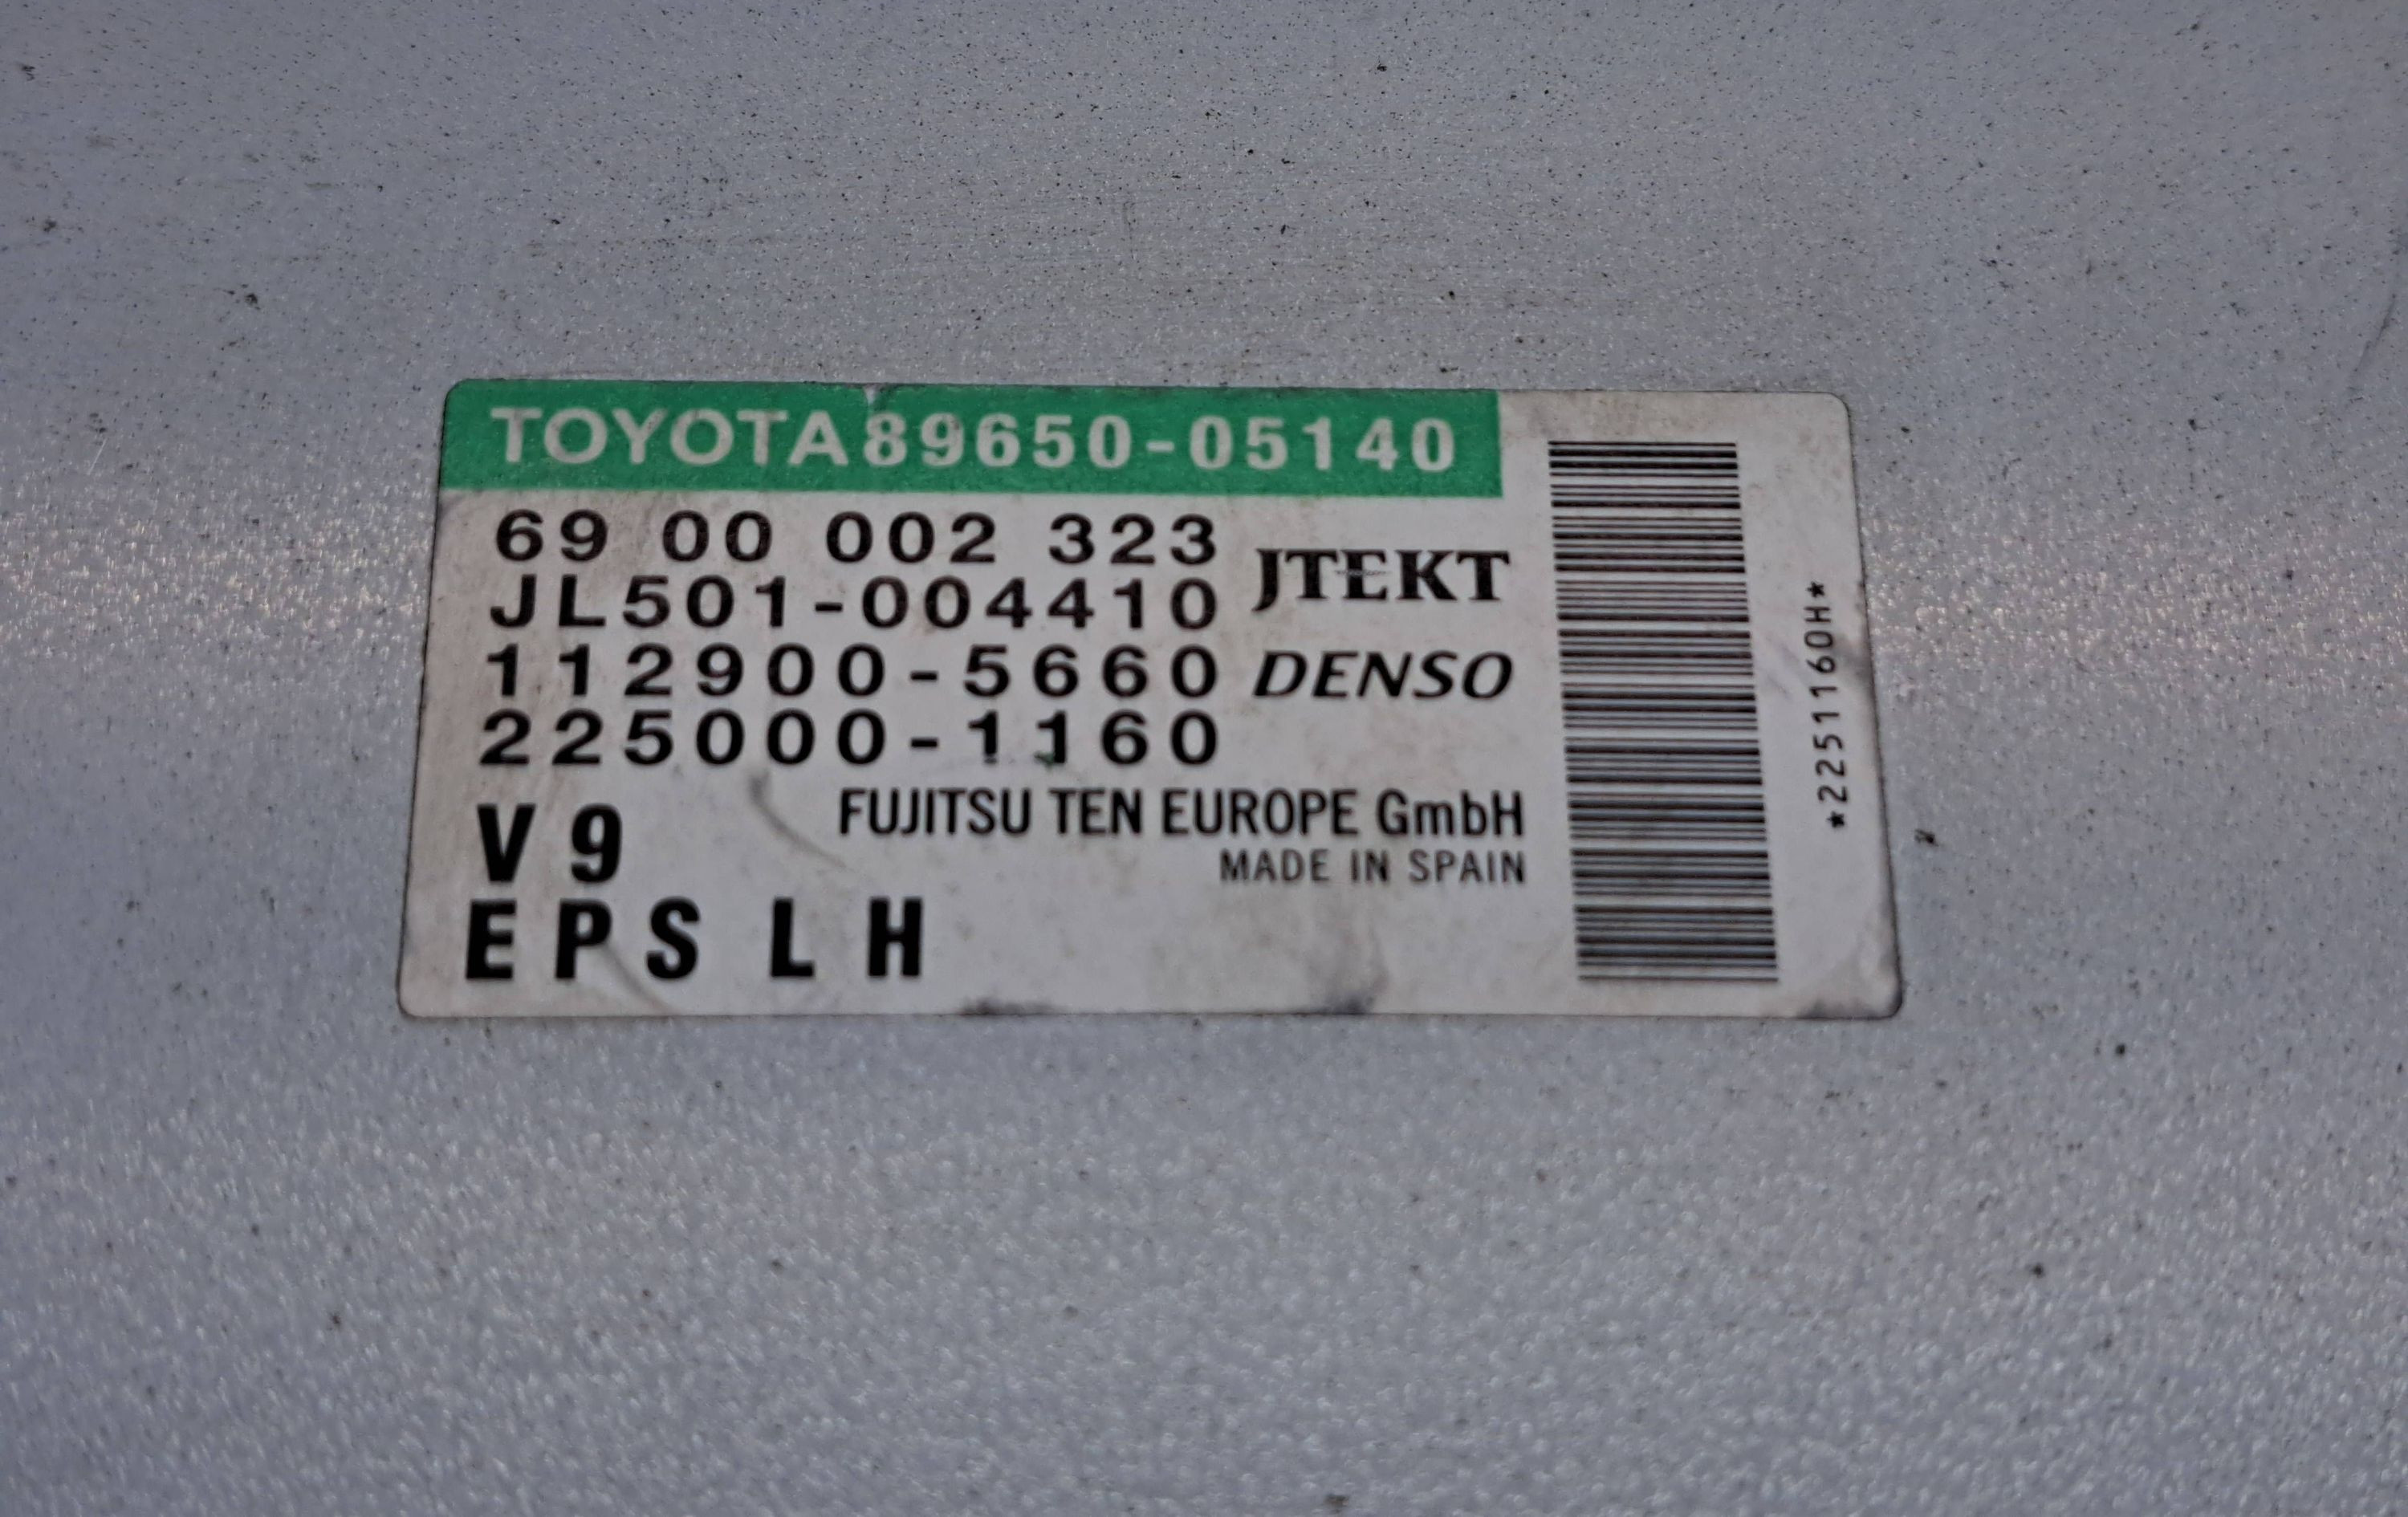 TOYOTA 89650-05140
69 00 002 323
JL501-004410
JTEKT
112900-5660
DENSO
225000-1160
V9
FUJITSU TEN EUROPE GmbH
MADE IN SPAIN
EPS LH
*2251160H*